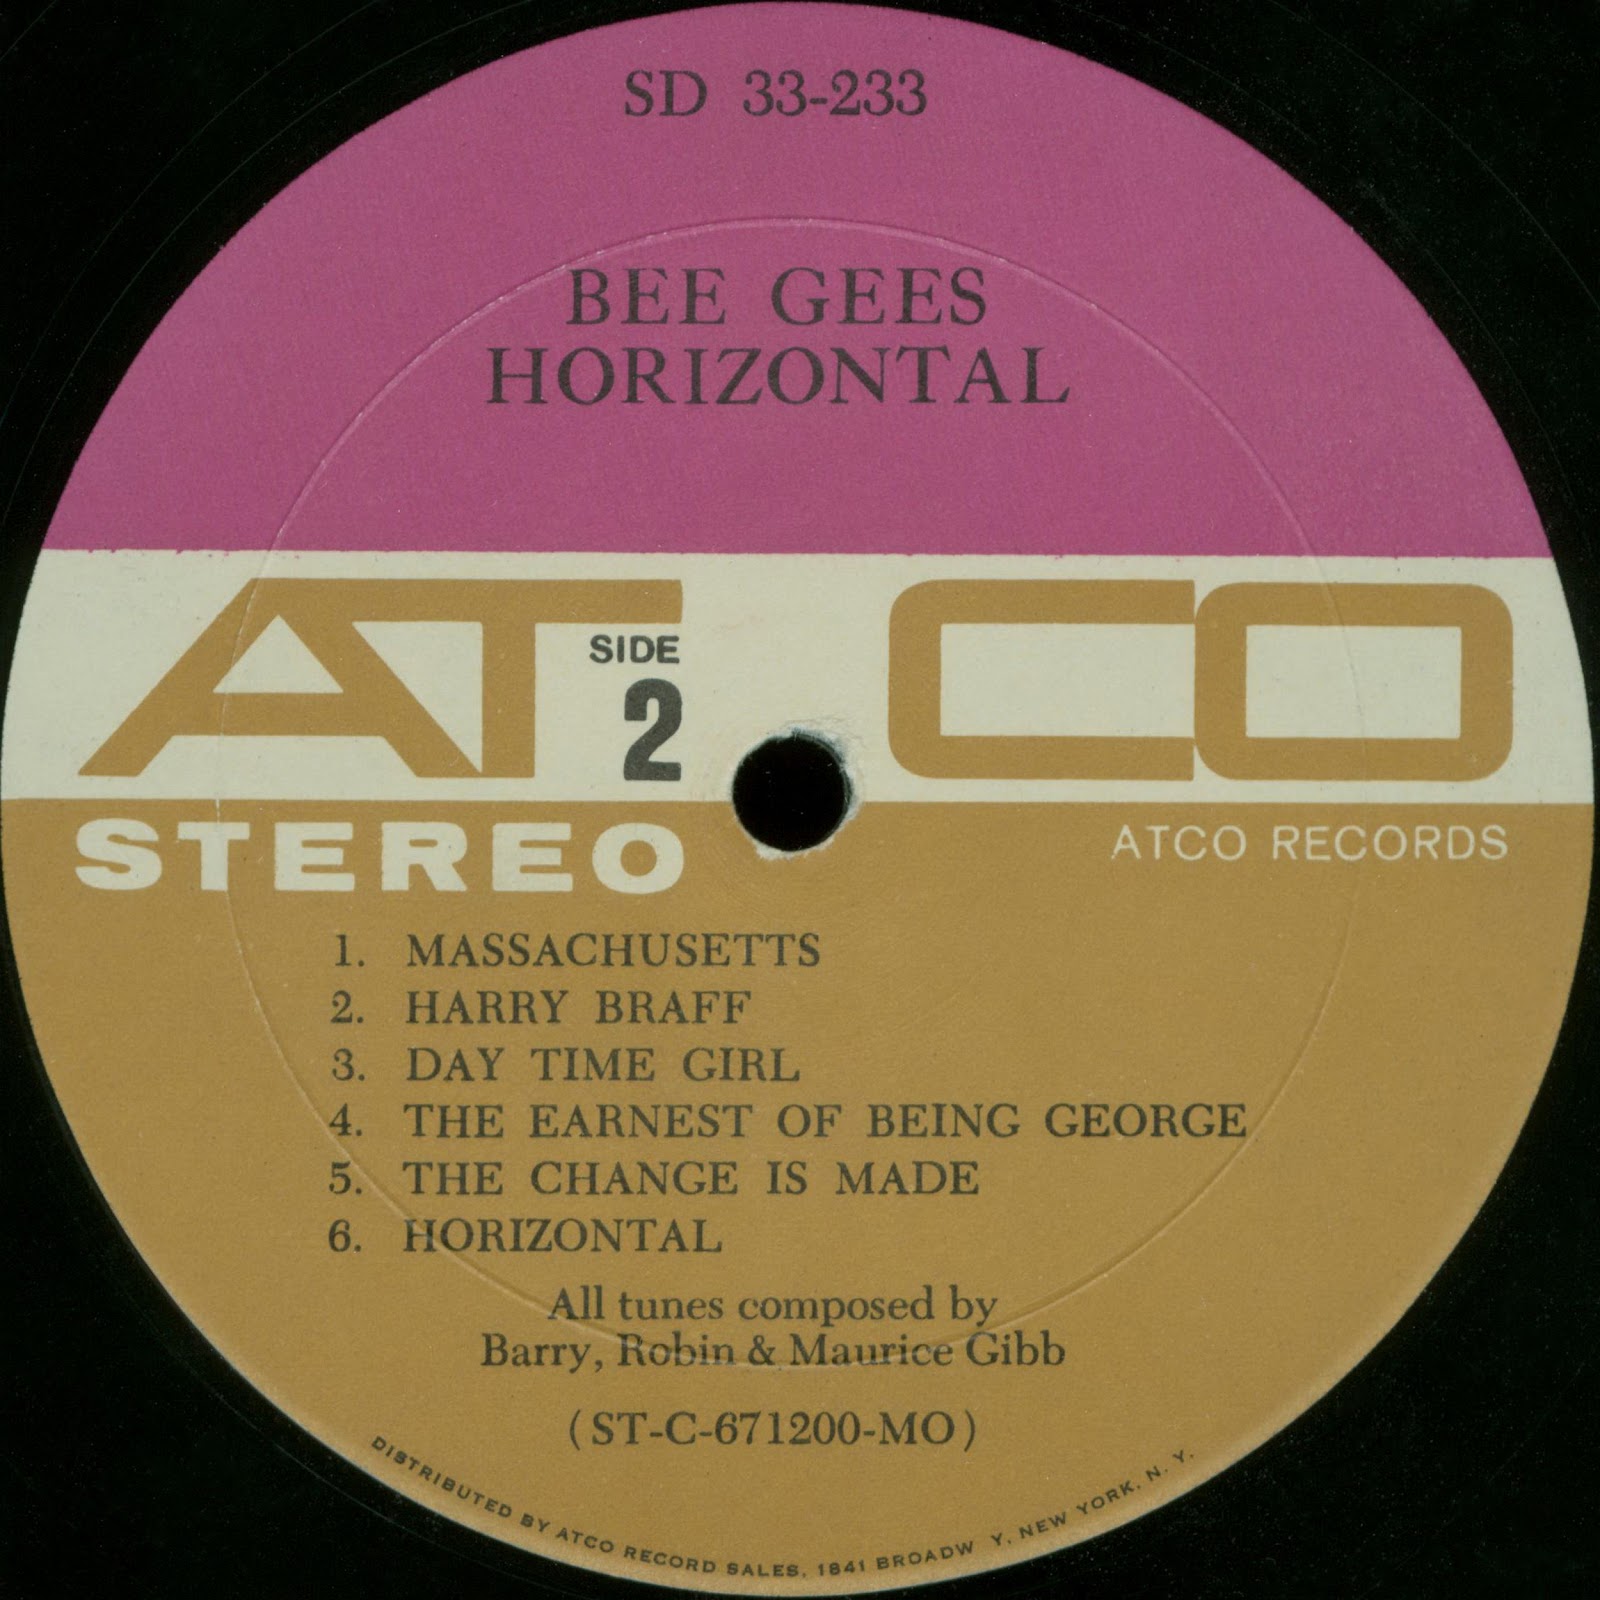 SD 33-233
BEE GEES
HORIZONTAL
ATCO
SIDE
2
STEREO
ATCO RECORDS
1. MASSACHUSETTS
2. HARRY BRAFF
3. DAY TIME GIRL
4. THE EARNEST OF BEING GEORGE
5. THE CHANGE IS MADE
6. HORIZONTAL
All tunes composed by
Barry, Robin & Maurice Gibb
(ST-C-671200-MO)
DISTRIBUTED BY ATCO RECORD SALES, 1841 BROADW Y, NEW YORK, N. Y.